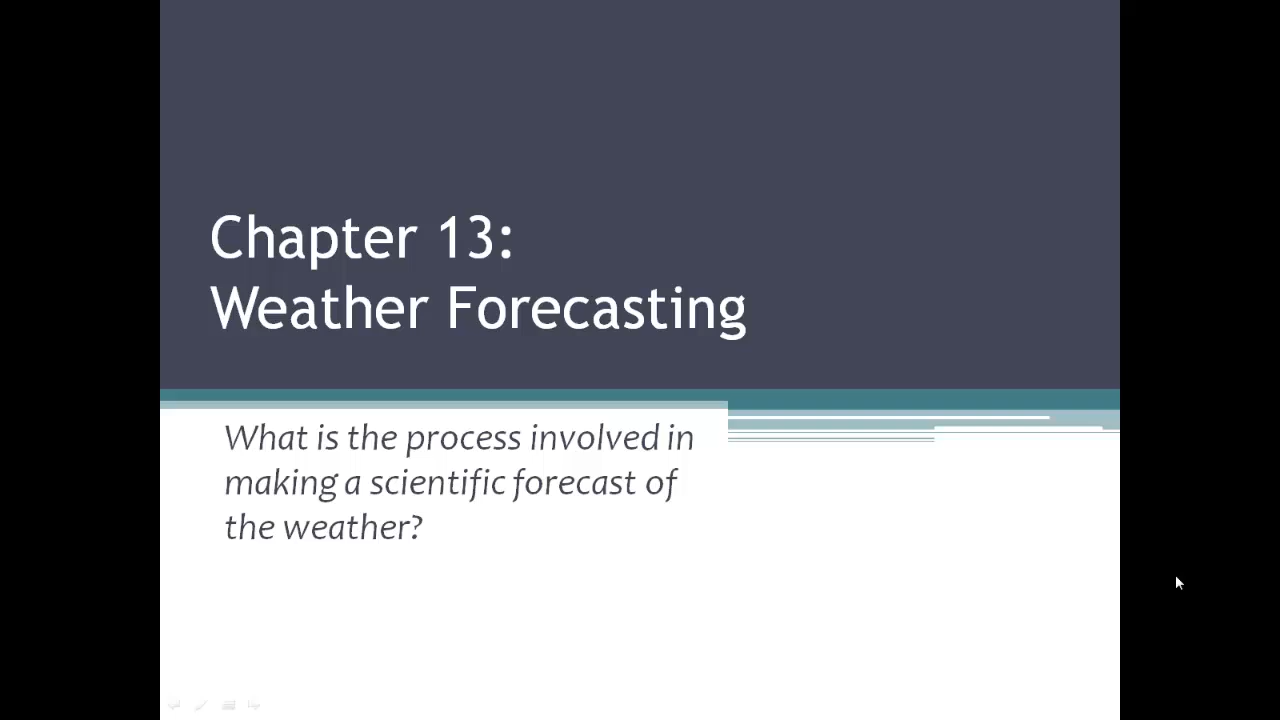 Chapter 13:
Weather Forecasting
What is the process involved in
making a scientific forecast of
the weather?